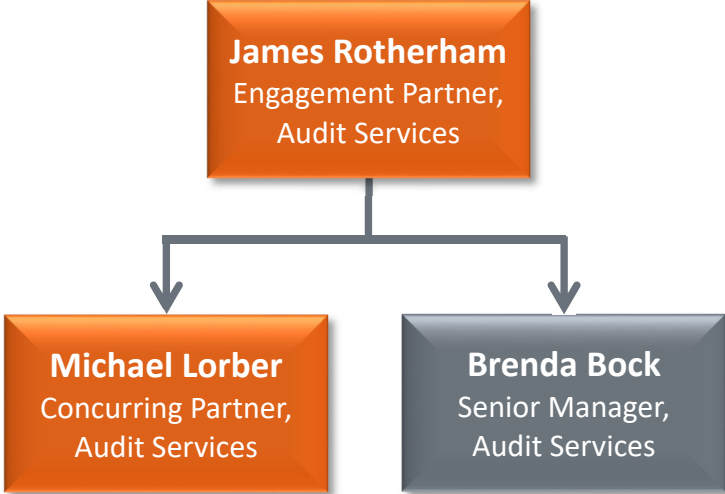 James Rotherham
Engagement Partner,
Audit Services
Michael Lorber
Concurring Partner,
Audit Services
Brenda Bock
Senior Manager,
Audit Services